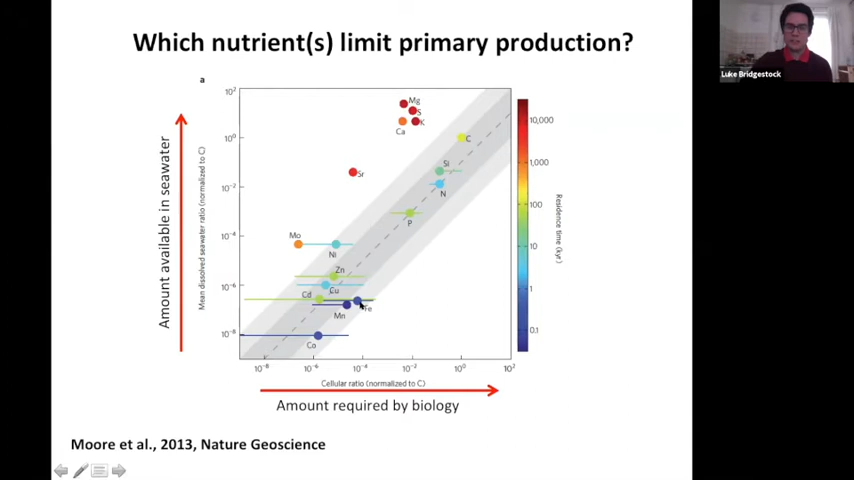 Which nutrient(s) limit primary production?
Luke Bridgestock
a
10²
10⁰
10⁻²
10⁻⁴
10⁻⁶
10⁻⁸
Mean dissolved seawater ratio (normalized to C)
Amount available in seawater
Mg
S
K
Ca
C
Sr
Si
N
P
Mo
Ni
Zn
Cu
Cd
Fe
Mn
Co
10,000
1,000
100
10
1
0.1
Residence time (kyr)
10⁻⁸ 10⁻⁶ 10⁻⁴ 10⁻² 10⁰ 10²
Cellular ratio (normalized to C)
Amount required by biology
Moore et al., 2013, Nature Geoscience